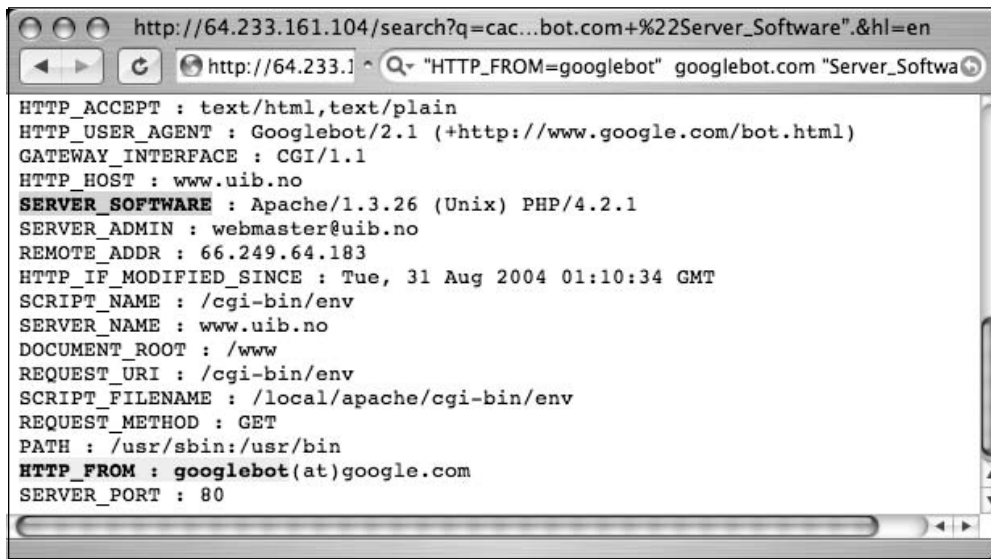 http://64.233.161.104/search?q=cac...bot.com+%22Server_Software".&hl=en
http://64.233.1 Q- "HTTP_FROM=googlebot" googlebot.com "Server_Softwa
HTTP_ACCEPT : text/html,text/plain
HTTP_USER_AGENT : Googlebot/2.1 (+http://www.google.com/bot.html)
GATEWAY_INTERFACE : CGI/1.1
HTTP_HOST : www.uib.no
SERVER_SOFTWARE : Apache/1.3.26 (Unix) PHP/4.2.1
SERVER_ADMIN : webmaster@uib.no
REMOTE_ADDR : 66.249.64.183
HTTP_IF_MODIFIED_SINCE : Tue, 31 Aug 2004 01:10:34 GMT
SCRIPT_NAME : /cgi-bin/env
SERVER_NAME : www.uib.no
DOCUMENT_ROOT : /www
REQUEST_URI : /cgi-bin/env
SCRIPT_FILENAME : /local/apache/cgi-bin/env
REQUEST_METHOD : GET
PATH : /usr/sbin:/usr/bin
HTTP_FROM : googlebot(at)google.com
SERVER_PORT : 80